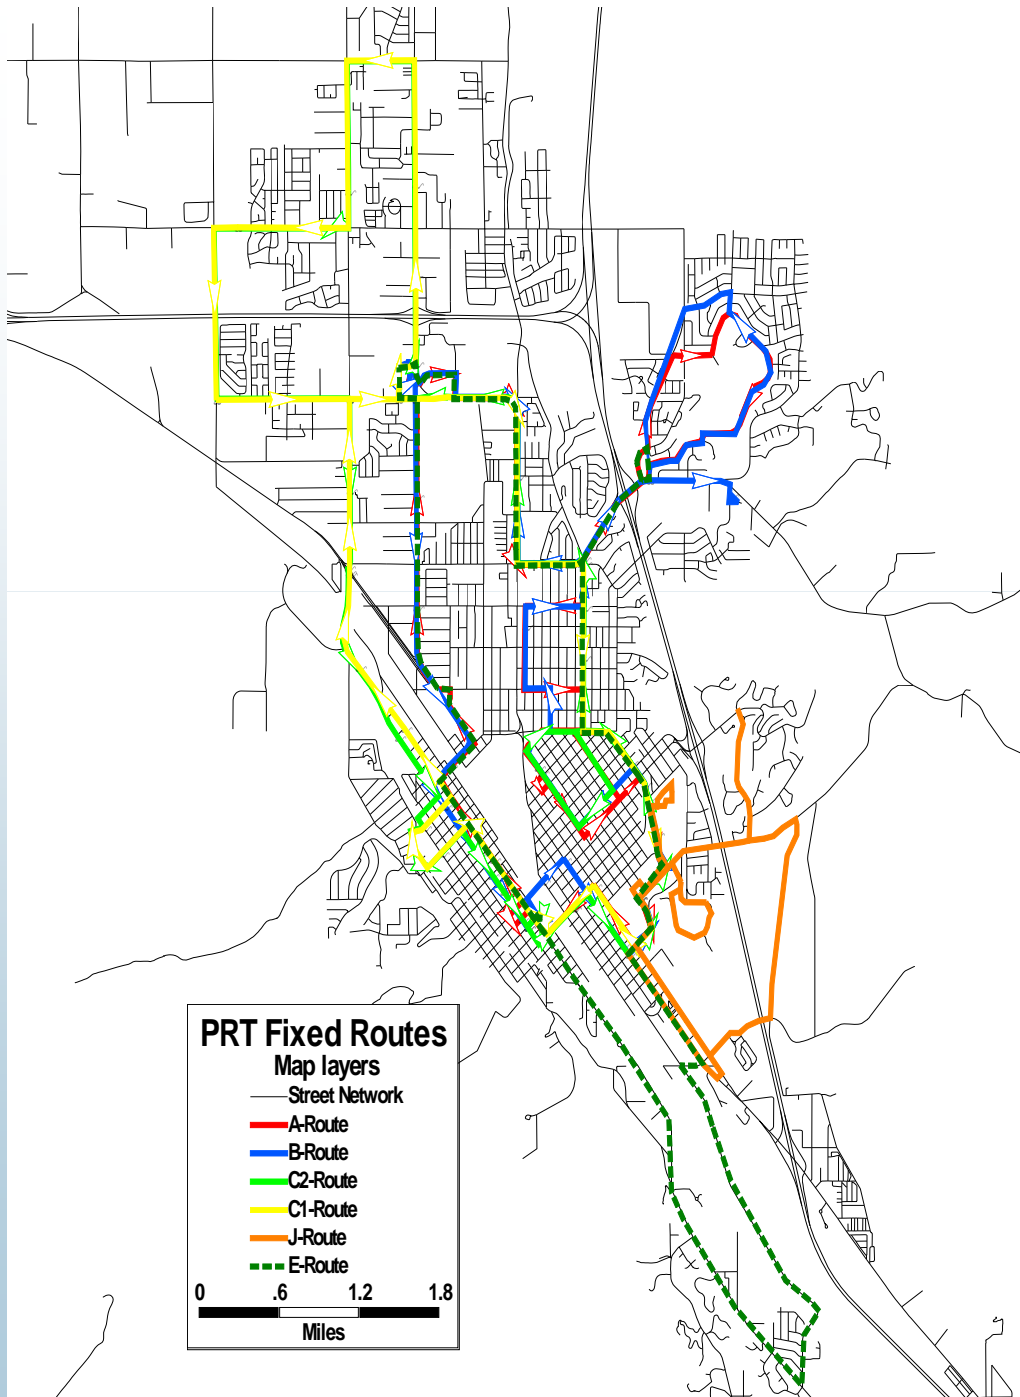 PRT Fixed Routes
Map layers
Street Network
A-Route
B-Route
C2-Route
C1-Route
J-Route
E-Route
0 .6 1.2 1.8
Miles